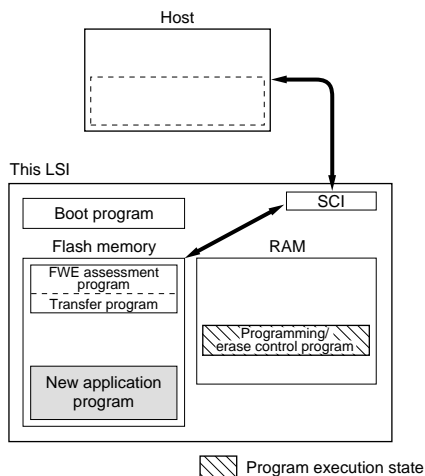 Host
This LSI
SCI
Boot program
Flash memory
RAM
FWE assessment
program
Transfer program
Programming/
erase control program
New application
program
Program execution state